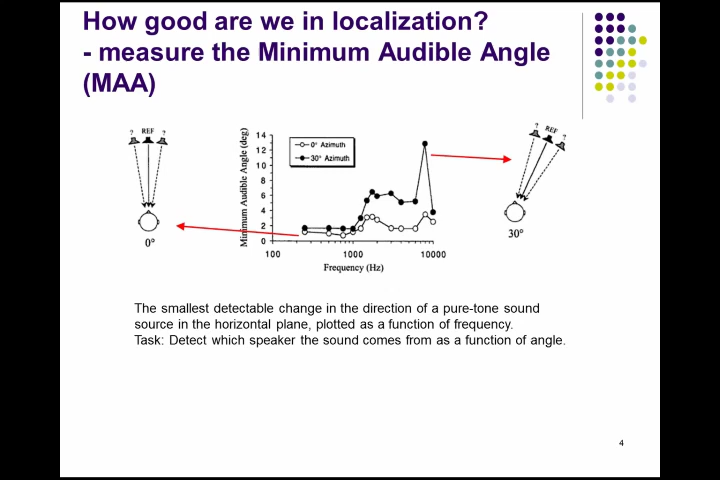 How good are we in localization?
- measure the Minimum Audible Angle
(MAA)
? REF ?
0°
Minimum Audible Angle (deg)
14
12
10
8
6
4
2
0
0° Azimuth
30° Azimuth
100 1000 10000
Frequency (Hz)
? REF ?
30°
The smallest detectable change in the direction of a pure-tone sound
source in the horizontal plane, plotted as a function of frequency.
Task: Detect which speaker the sound comes from as a function of angle.
4